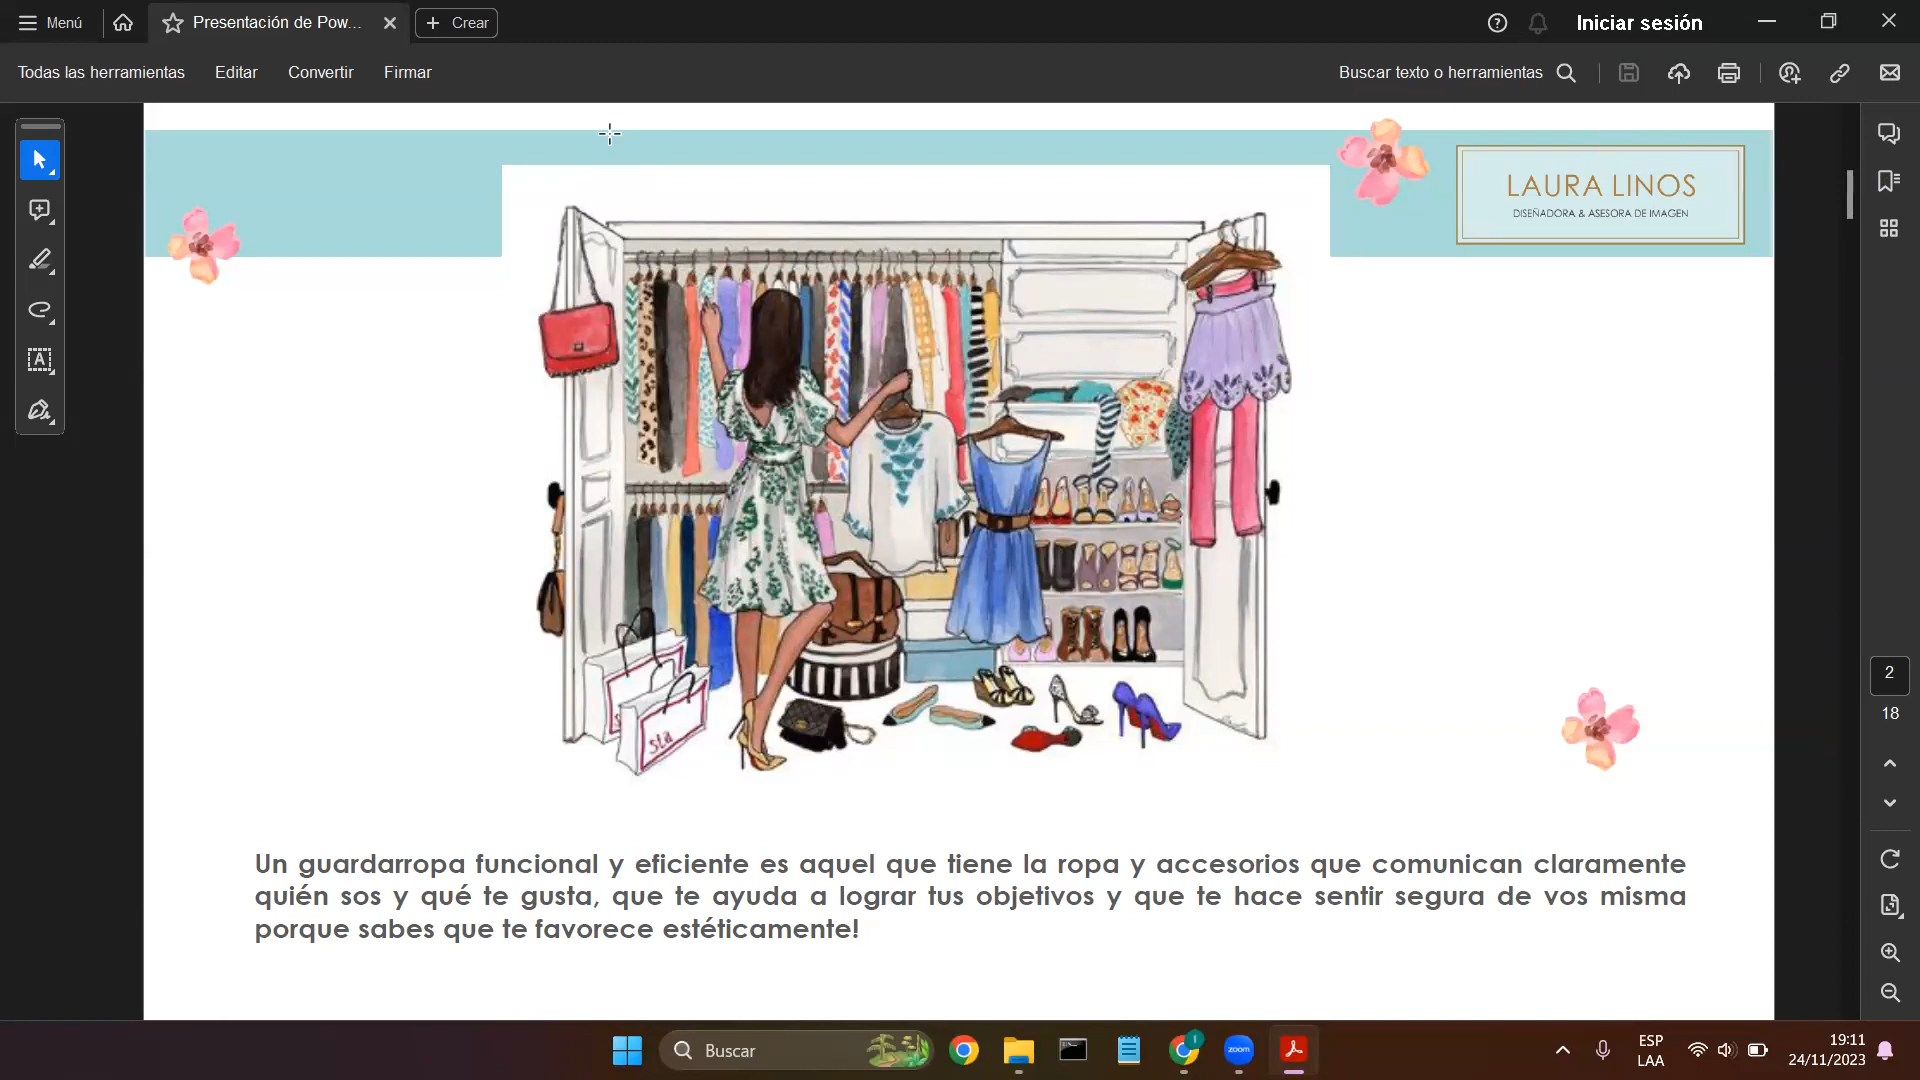 Menú
Presentación de Pow...
Crear
Iniciar sesión
Todas las herramientas
Editar
Convertir
Firmar
Buscar texto o herramientas
LAURA LINOS
DISEÑADORA & ASESORA DE IMAGEN
sta
2
18
Un guardarropa funcional y eficiente es aquel que tiene la ropa y accesorios que comunican claramente
quién sos y qué te gusta, que te ayuda a lograr tus objetivos y que te hace sentir segura de vos misma
porque sabes que te favorece estéticamente!
Buscar
zoom
ESP
LAA
19:11
24/11/2023